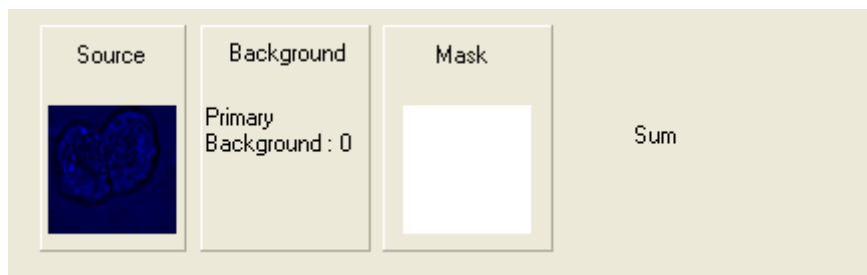 Source
Background
Mask
Primary
Background : 0
Sum